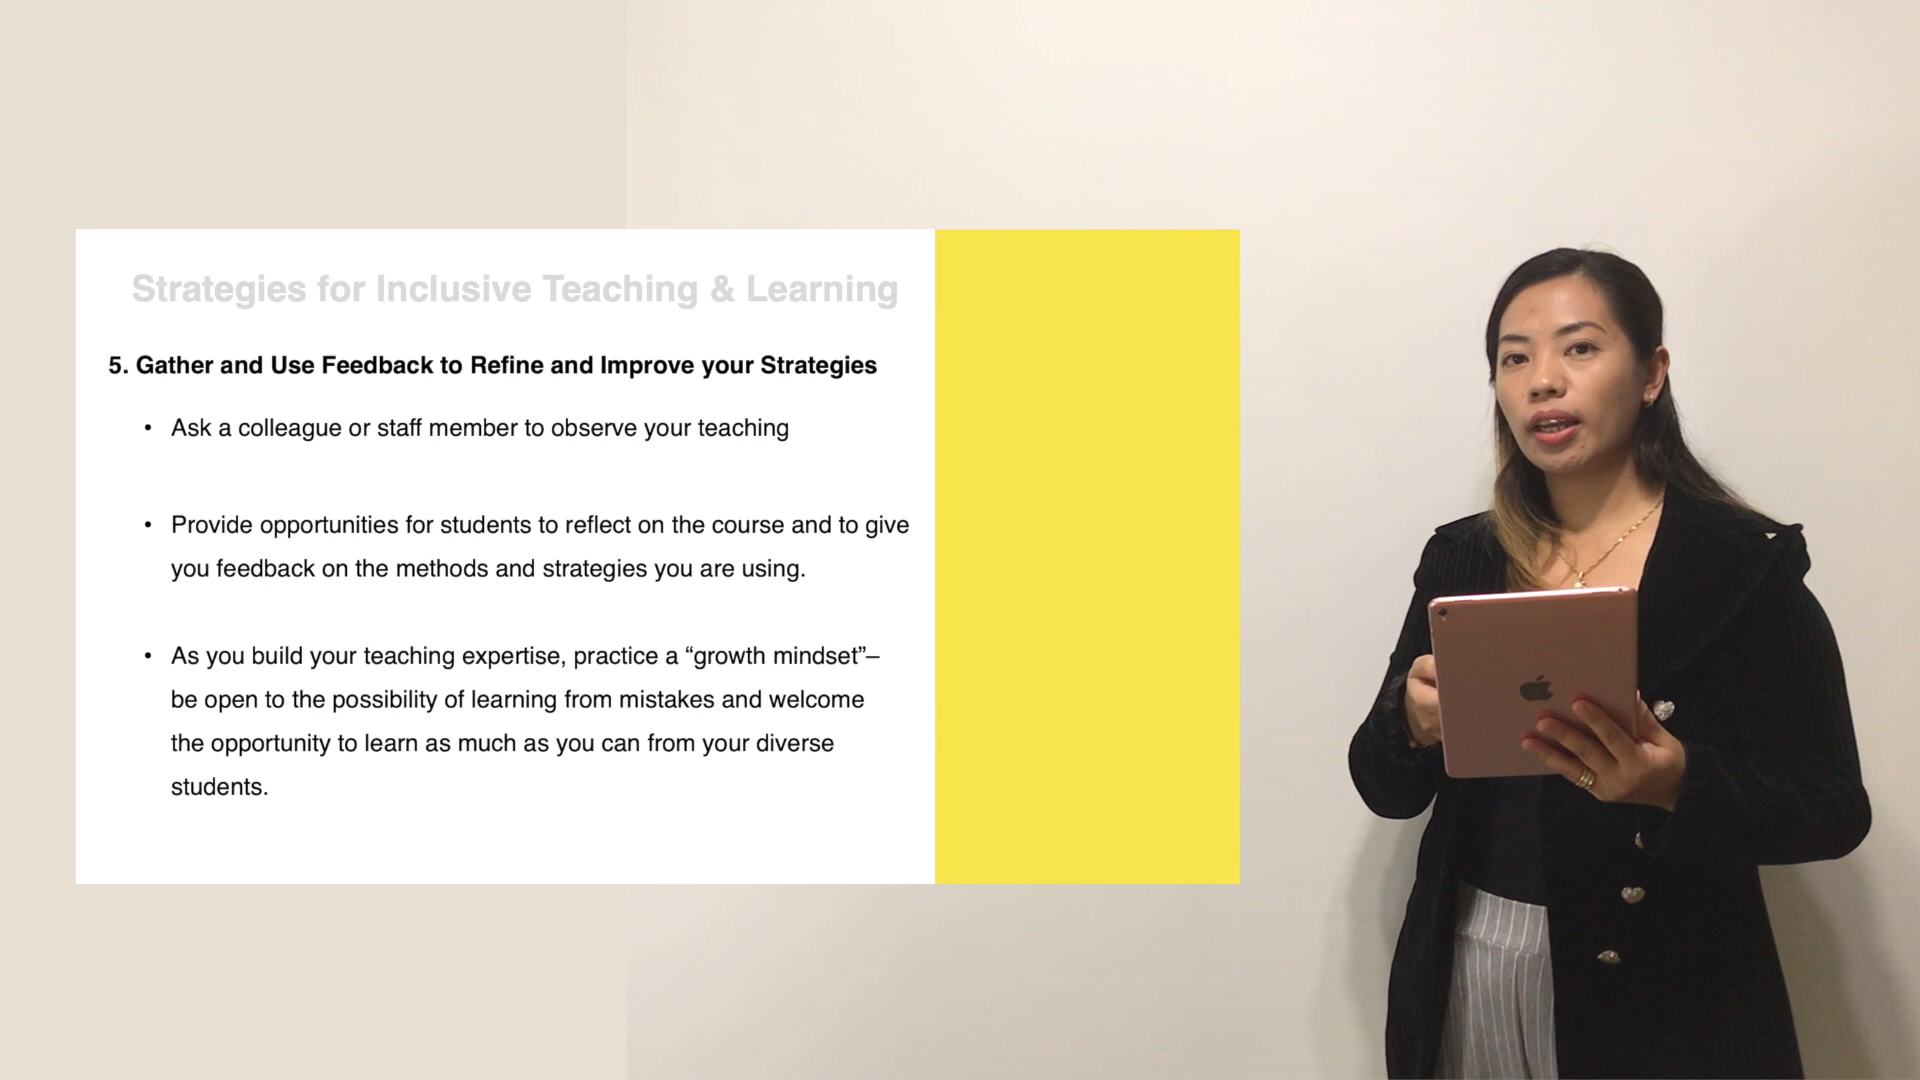 Strategies for Inclusive Teaching & Learning
5. Gather and Use Feedback to Refine and Improve your Strategies
• Ask a colleague or staff member to observe your teaching
• Provide opportunities for students to reflect on the course and to give
you feedback on the methods and strategies you are using.
• As you build your teaching expertise, practice a “growth mindset”–
be open to the possibility of learning from mistakes and welcome
the opportunity to learn as much as you can from your diverse
students.